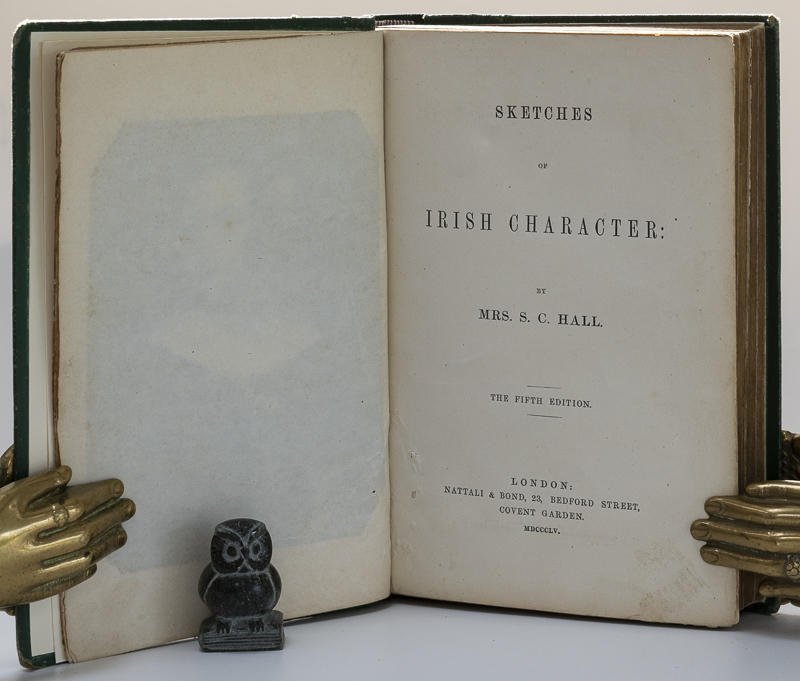 SKETCHES
OF
IRISH CHARACTER:
BY
MRS. S. C. HALL.
THE FIFTH EDITION.
LONDON:
NATTALI & BOND, 23, BEDFORD STREET,
COVENT GARDEN.
MDCCCLV.